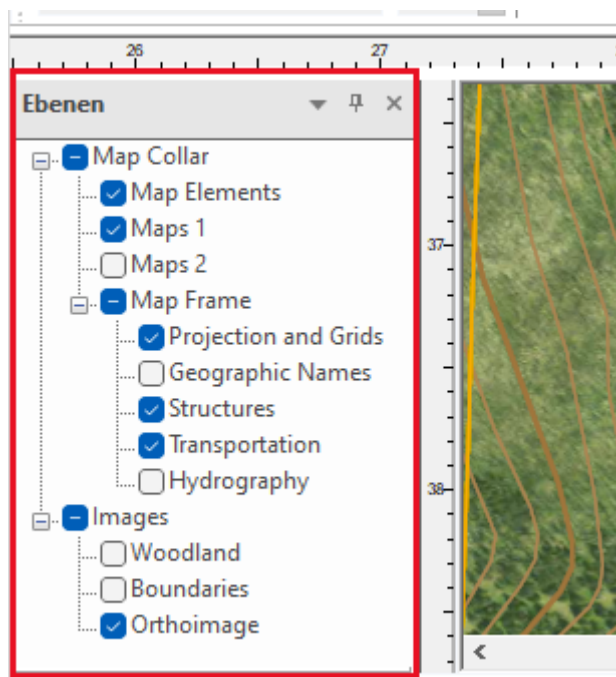 26 27
Ebenen
Map Collar
Map Elements
Maps 1
Maps 2
Map Frame
Projection and Grids
Geographic Names
Structures
Transportation
Hydrography
Images
Woodland
Boundaries
Orthoimage
37
38